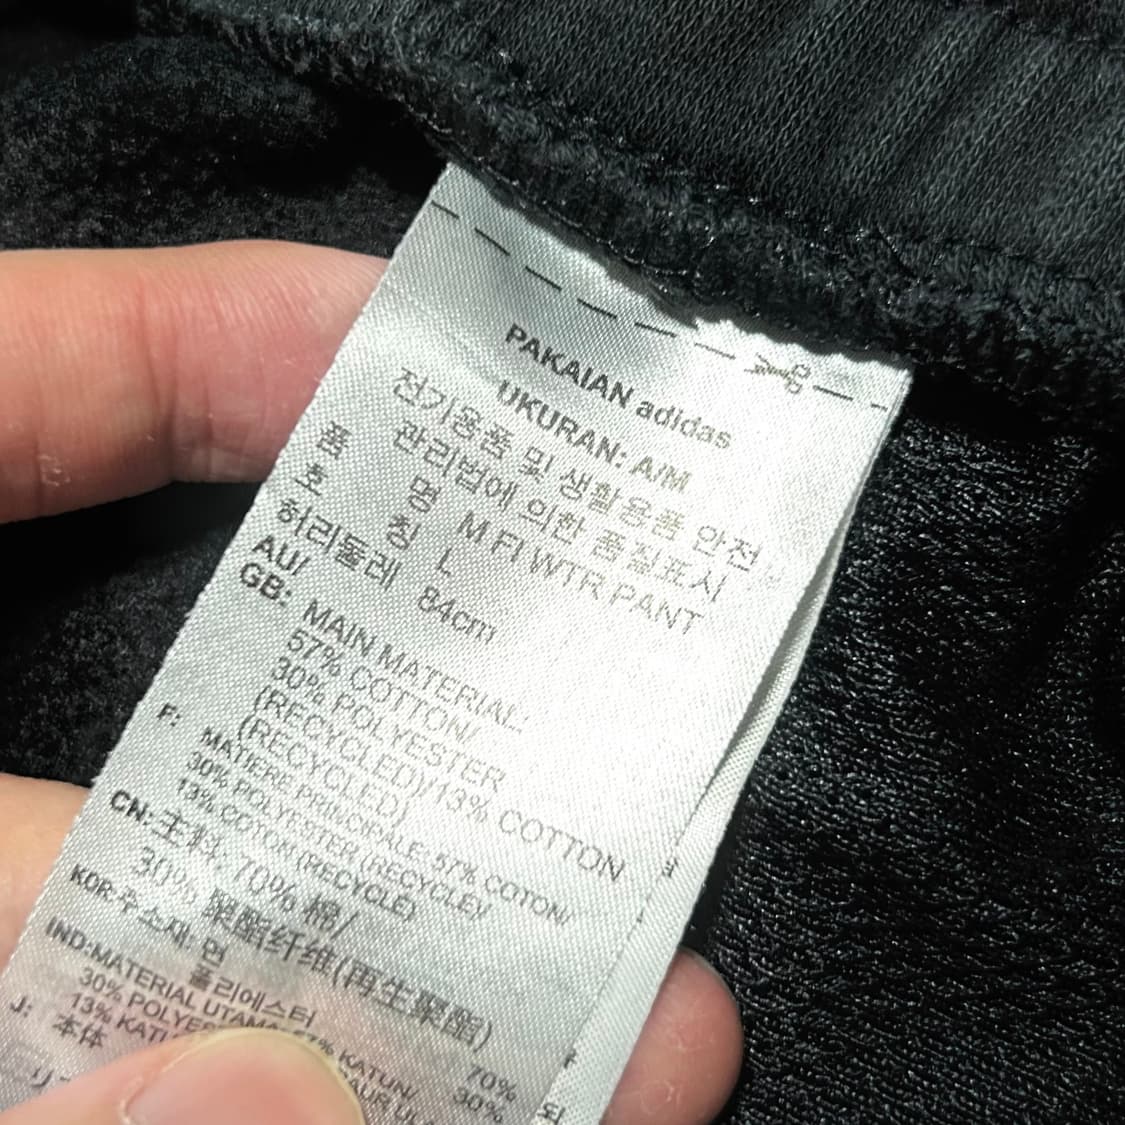 PAKAIAN adidas
UKURAN: A/M
전기용품 및 생활용품 안전
관리법에 의한 품질표시
품 명 M FI WTR PANT
호 칭 L
허리둘레 84cm
AU/
GB: MAIN MATERIAL:
57% COTTON/
30% POLYESTER
(RECYCLED)/13% COTTON
(RECYCLED)
F: MATIERE PRINCIPALE: 57% COTON/
30% POLYESTER (RECYCLE)/
13% COTON (RECYCLE)
CN: 主料: 70% 棉/
30% 聚酯纤维(再生聚酯)
KOR: 주소재: 면 70%
폴리에스터 30%
IND: MATERIAL UTAMA: 57% KATUN/
30% POLYES
13% KATU
J: 本体